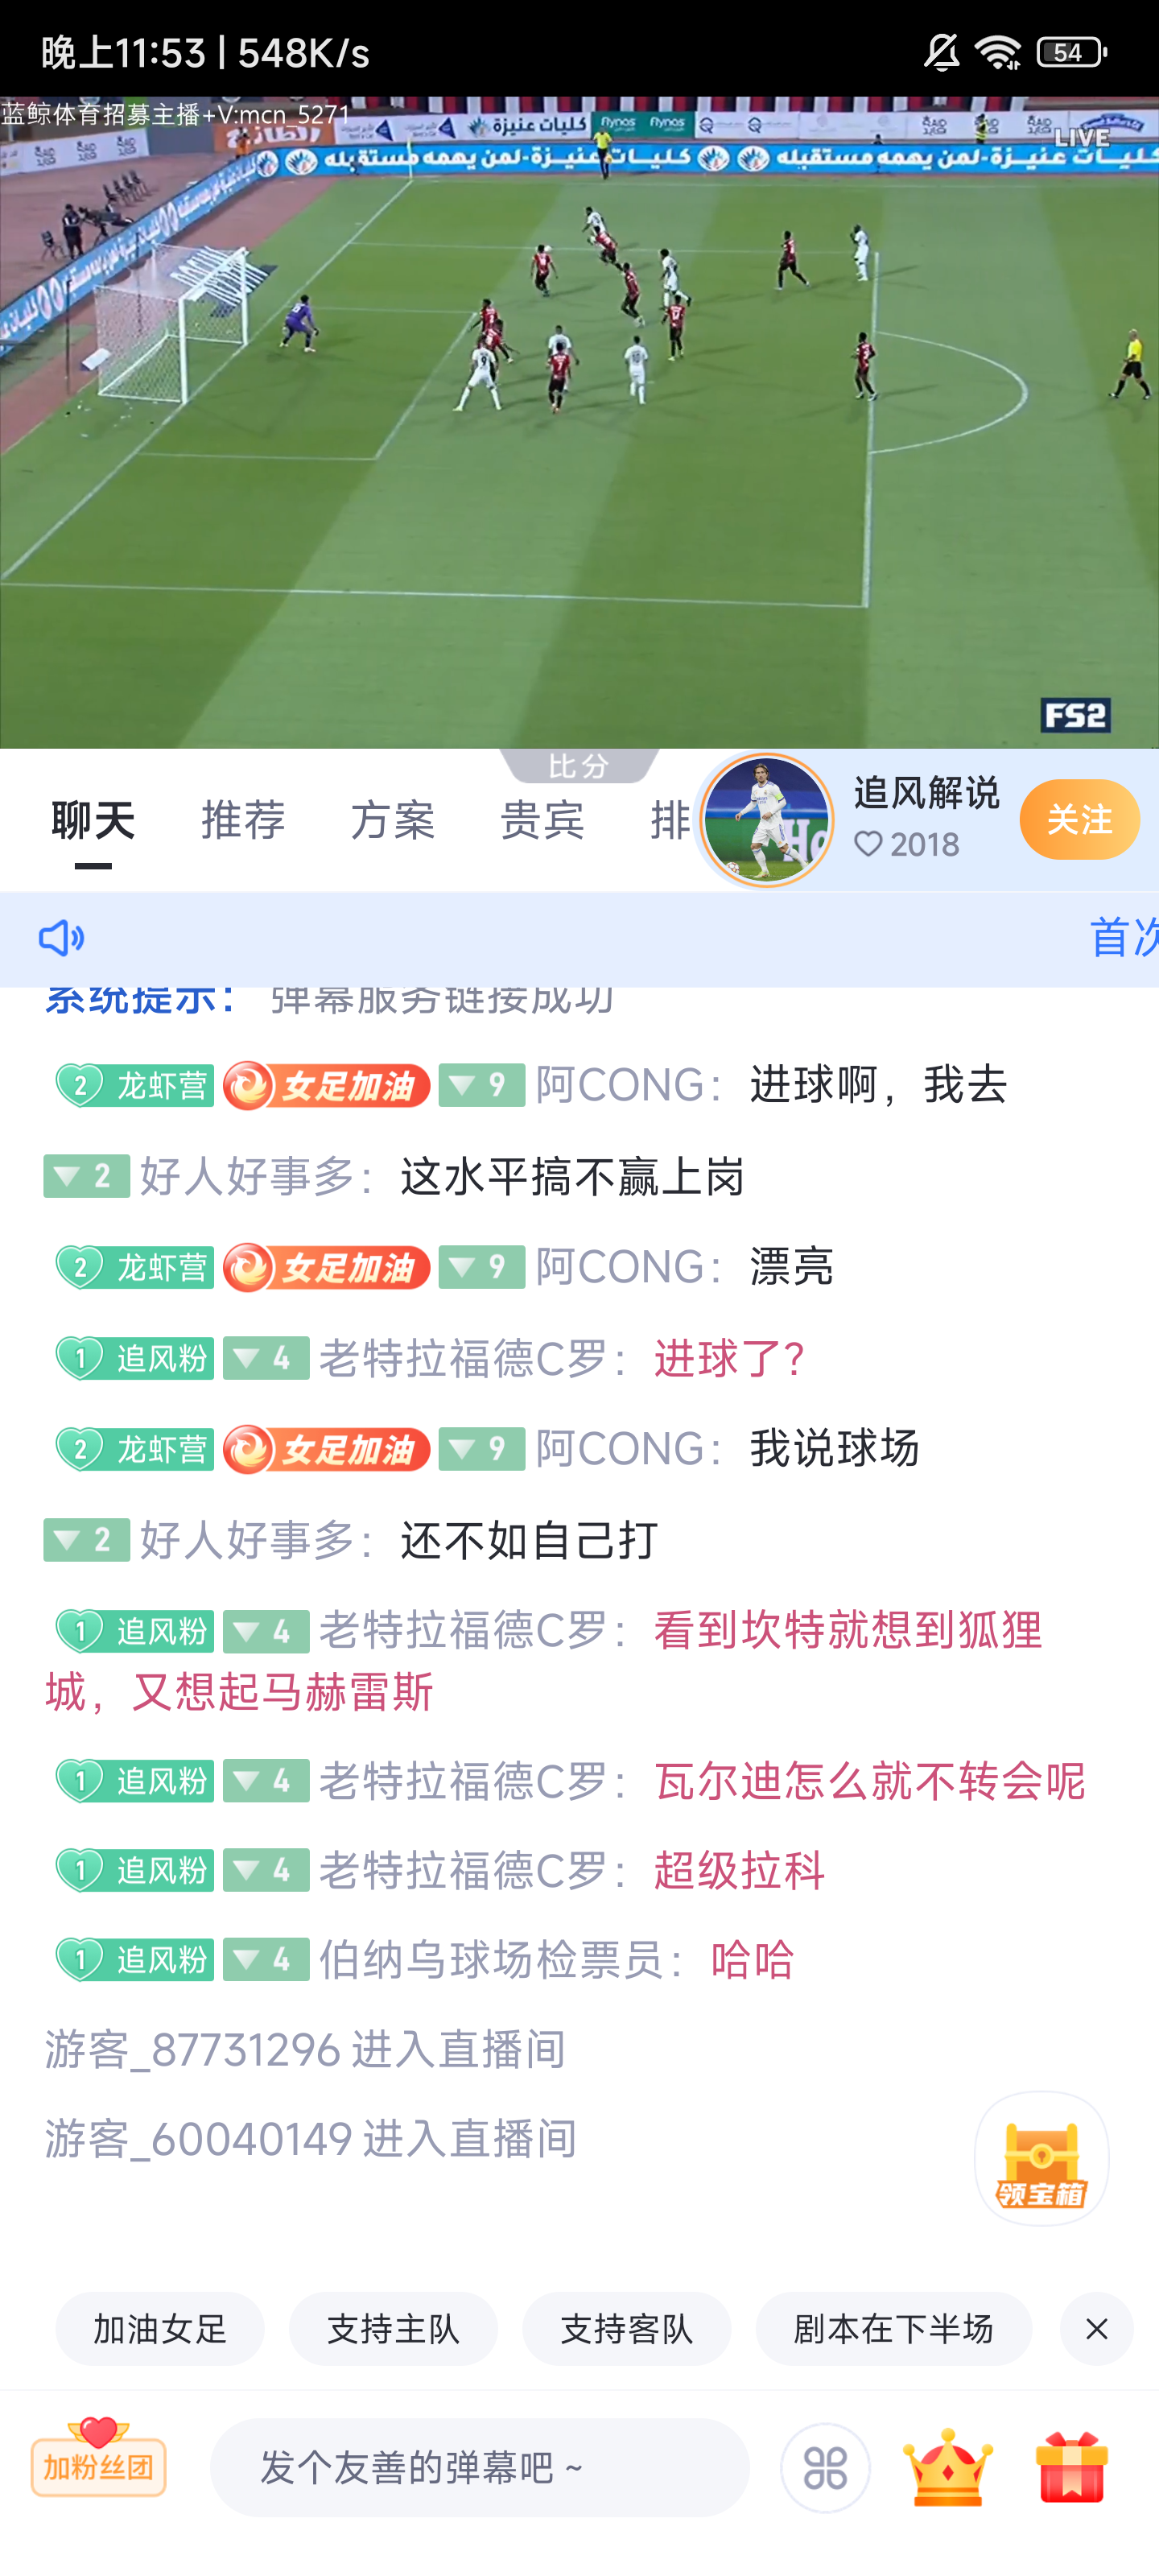 晚上11:53 | 548K/s
54
蓝鲸体育招募主播+V:mcn_5271
كليات عنيزة
flynas
flynas
LIVE
كليات عنيزة-لمن يهمه مستقبله
كليات عنيزة-لمن يهمه مستقبله
9
FS2
比分
聊天
推荐
方案
贵宾
排
追风解说
2018
关注
首次
系统提示： 弹幕服务链接成功
2 龙虾营 女足加油 9 阿CONG： 进球啊，我去
2 好人好事多： 这水平搞不赢上岗
2 龙虾营 女足加油 9 阿CONG： 漂亮
1 追风粉 4 老特拉福德C罗： 进球了？
2 龙虾营 女足加油 9 阿CONG： 我说球场
2 好人好事多： 还不如自己打
1 追风粉 4 老特拉福德C罗： 看到坎特就想到狐狸
城，又想起马赫雷斯
1 追风粉 4 老特拉福德C罗： 瓦尔迪怎么就不转会呢
1 追风粉 4 老特拉福德C罗： 超级拉科
1 追风粉 4 伯纳乌球场检票员： 哈哈
游客_87731296 进入直播间
游客_60040149 进入直播间
领宝箱
加油女足
支持主队
支持客队
剧本在下半场
加粉丝团
发个友善的弹幕吧 ~